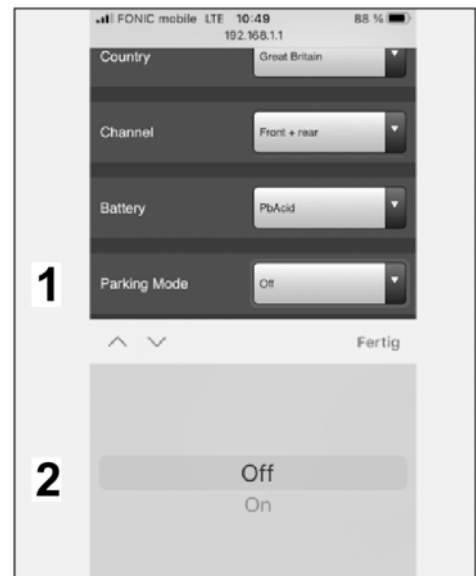 FONIC mobile LTE 10:49 88 %
192.168.1.1
Country Great Britain
Channel Front + rear
Battery PbAcid
1 Parking Mode Off
Fertig
2 Off
On